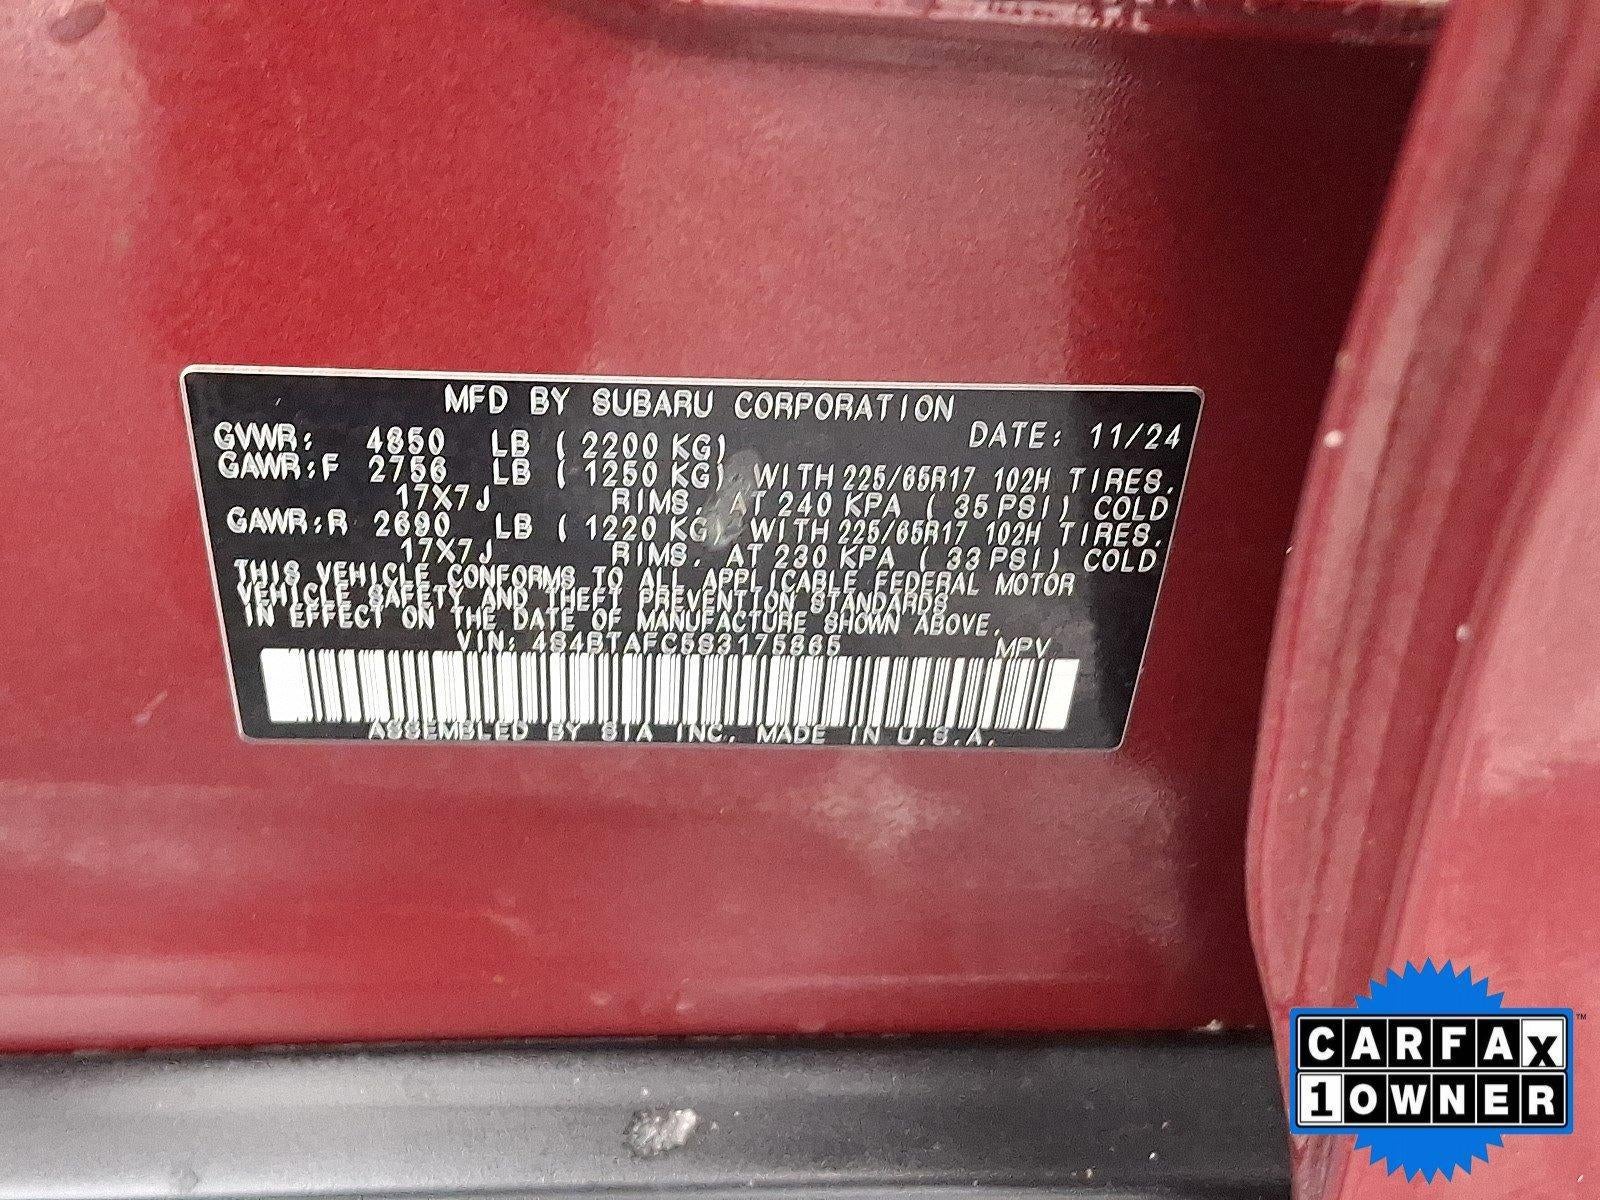 MFD BY SUBARU CORPORATION
DATE: 11/24
GVWR: 4850 LB ( 2200 KG)
GAWR:F 2756 LB ( 1250 KG), WITH 225/65R17 102H TIRES,
17X7J RIMS, AT 240 KPA ( 35 PSI) COLD
GAWR:R 2690 LB ( 1220 KG), WITH 225/65R17 102H TIRES,
17X7J RIMS, AT 230 KPA ( 33 PSI) COLD
THIS VEHICLE CONFORMS TO ALL APPLICABLE FEDERAL MOTOR
VEHICLE SAFETY AND THEFT PREVENTION STANDARDS
IN EFFECT ON THE DATE OF MANUFACTURE SHOWN ABOVE.
VIN: 4S4BTAFC5S3175865 MPV
ASSEMBLED BY SIA INC. MADE IN U.S.A.
CARFAX™
1 OWNER